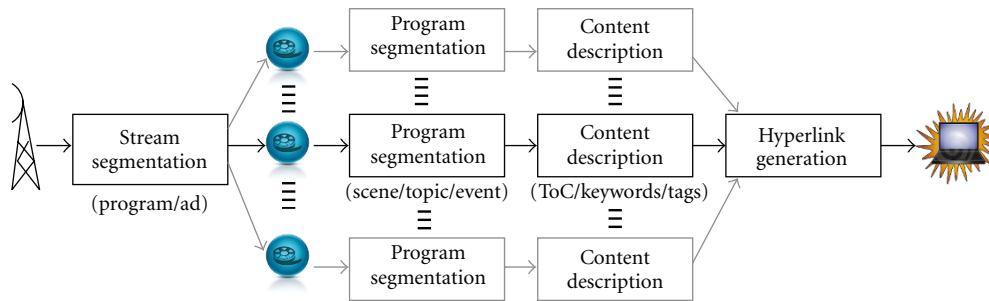 Program
segmentation
Content
description
Stream
segmentation
(program/ad)
Program
segmentation
(scene/topic/event)
Content
description
(ToC/keywords/tags)
Hyperlink
generation
Program
segmentation
Content
description